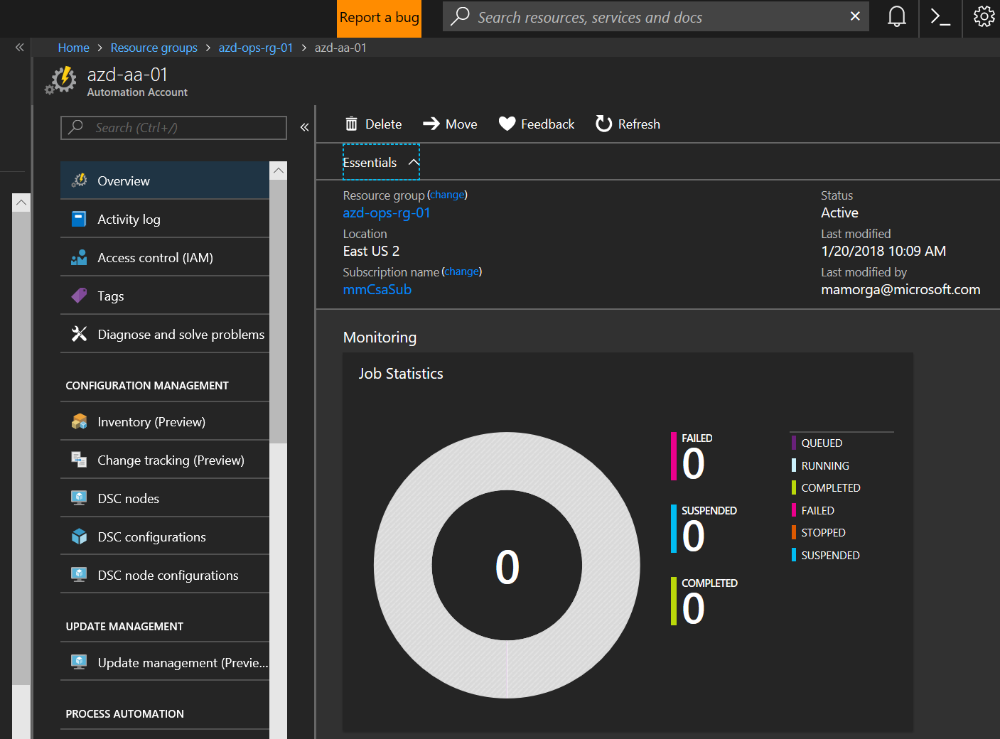 Report a bug
Search resources, services and docs
Home > Resource groups > azd-ops-rg-01 > azd-aa-01
azd-aa-01
Automation Account
Search (Ctrl+/)
Overview
Activity log
Access control (IAM)
Tags
Diagnose and solve problems
CONFIGURATION MANAGEMENT
Inventory (Preview)
Change tracking (Preview)
DSC nodes
DSC configurations
DSC node configurations
UPDATE MANAGEMENT
Update management (Previe...
PROCESS AUTOMATION
Delete Move Feedback Refresh
Essentials
Resource group (change)
azd-ops-rg-01
Location
East US 2
Subscription name (change)
mmCsaSub
Status
Active
Last modified
1/20/2018 10:09 AM
Last modified by
mamorga@microsoft.com
Monitoring
Job Statistics
0
FAILED
0
SUSPENDED
0
COMPLETED
0
QUEUED
RUNNING
COMPLETED
FAILED
STOPPED
SUSPENDED